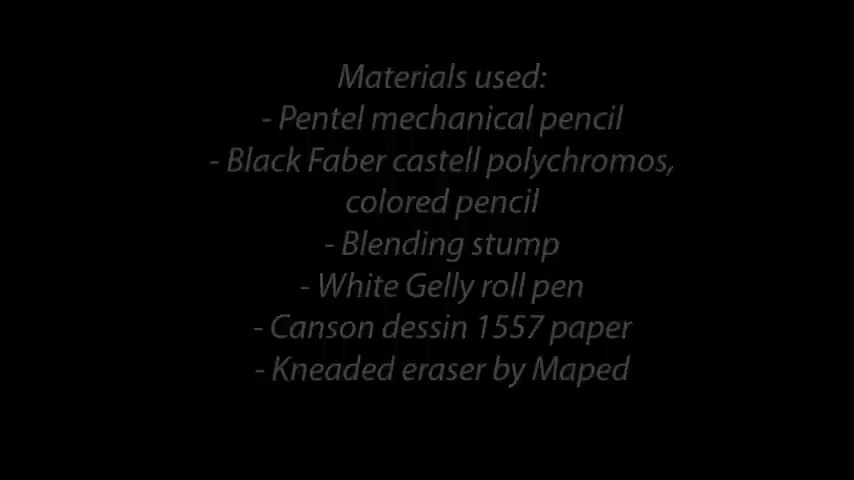 Materials used:
- Pentel mechanical pencil
- Black Faber castell polychromos,
colored pencil
- Blending stump
- White Gelly roll pen
- Canson dessin 1557 paper
- Kneaded eraser by Maped